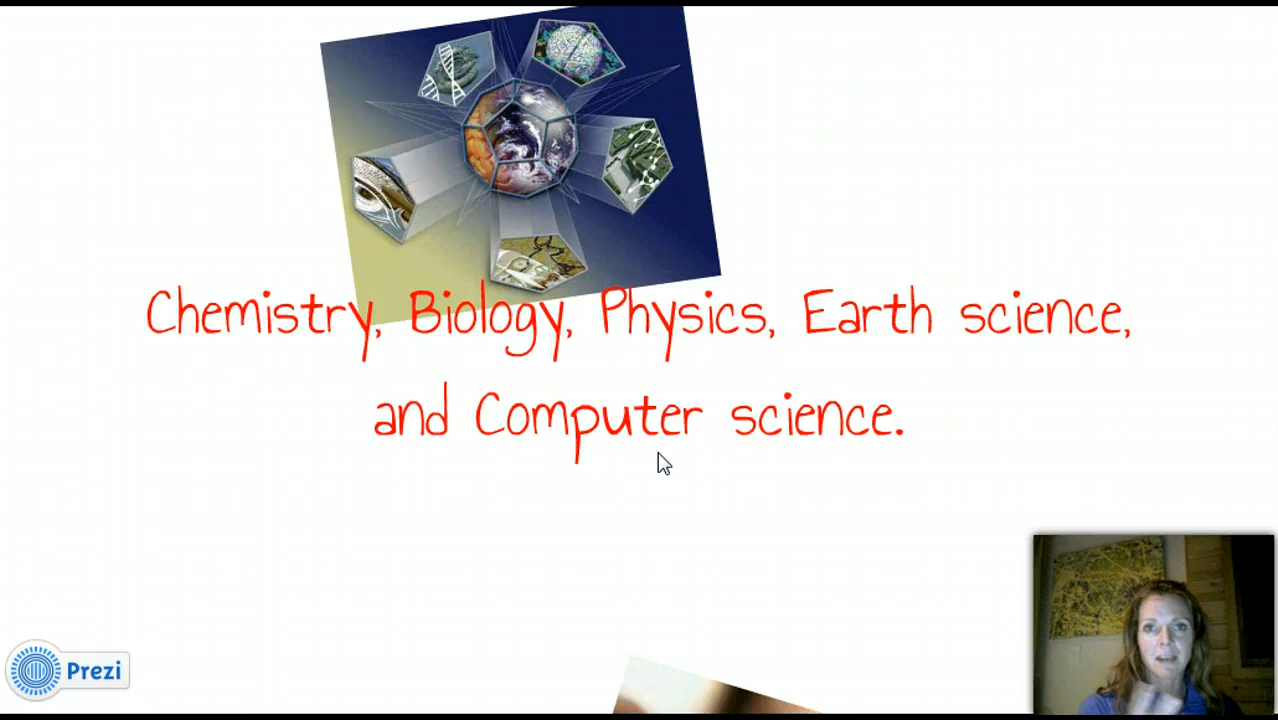 Chemistry, Biology, Physics, Earth science,
and Computer science.
Prezi